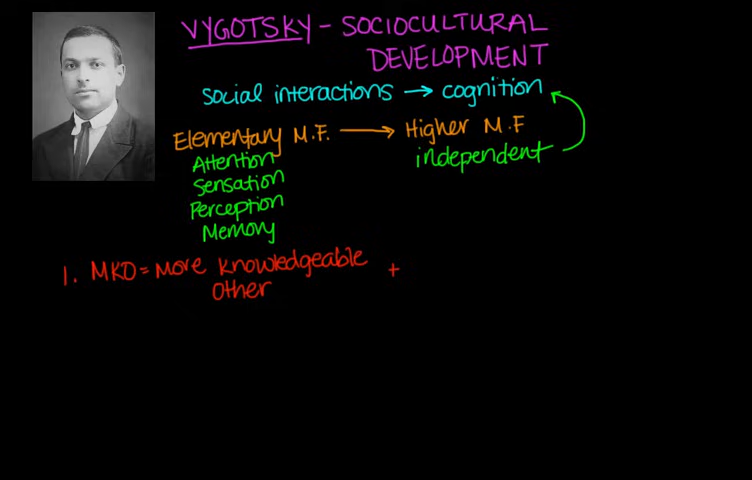 VYGOTSKY - SOCIOCULTURAL
DEVELOPMENT
social interactions → cognition
Elementary M.F. → Higher M.F
Attention
independent
Sensation
Perception
Memory
1. MKO = More Knowledgeable +
Other